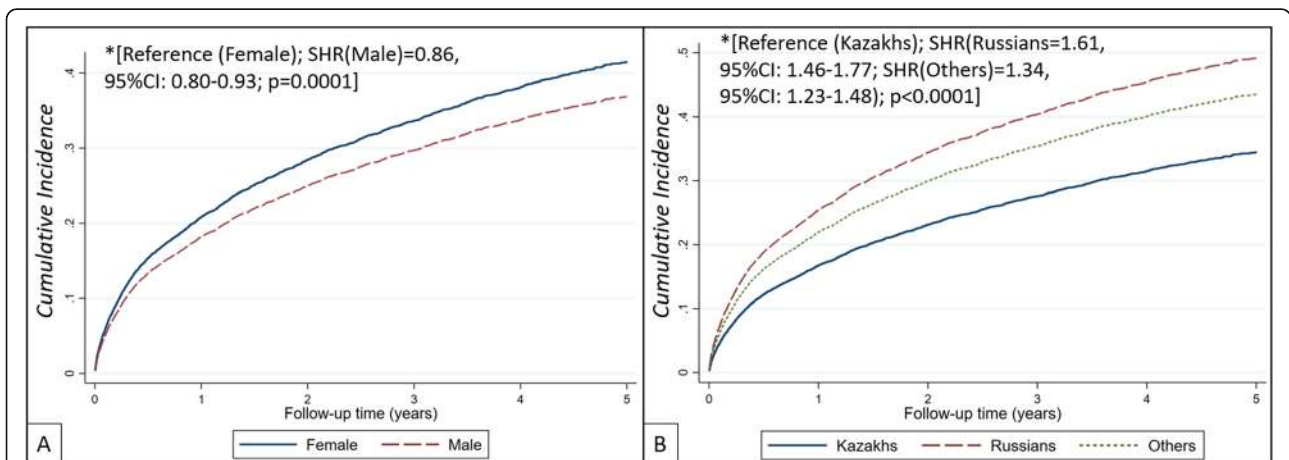 *[Reference (Female); SHR(Male)=0.86,
95%CI: 0.80-0.93; p=0.0001]
Cumulative Incidence
.4
.3
.2
.1
0
0 1 2 3 4 5
Follow-up time (years)
A
Female Male
*[Reference (Kazakhs); SHR(Russians=1.61,
95%CI: 1.46-1.77; SHR(Others)=1.34,
95%CI: 1.23-1.48); p<0.0001]
Cumulative Incidence
.5
.4
.3
.2
.1
0
0 1 2 3 4 5
Follow-up time (years)
B
Kazakhs Russians Others